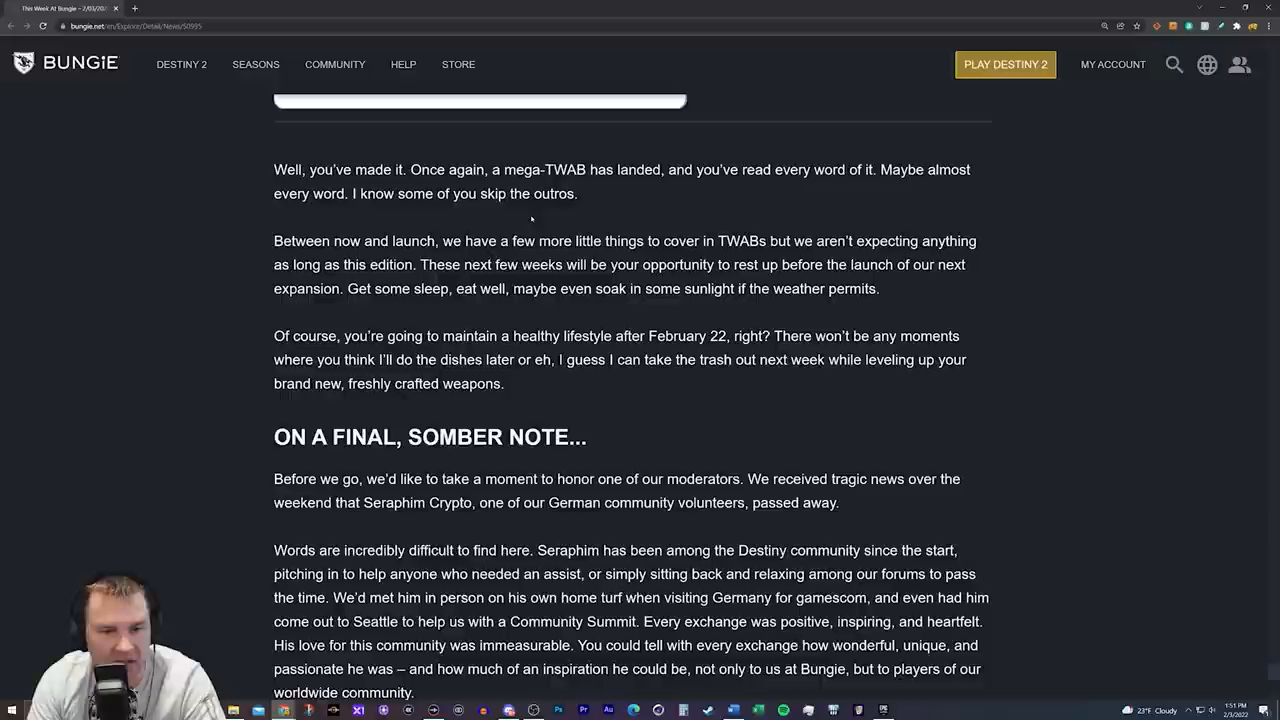 This Week At Bungie – 2/03/20
bungie.net/en/Explore/Detail/News/50995
BUNGiE
DESTINY 2
SEASONS
COMMUNITY
HELP
STORE
PLAY DESTINY 2
MY ACCOUNT
Well, you’ve made it. Once again, a mega-TWAB has landed, and you’ve read every word of it. Maybe almost
every word. I know some of you skip the outros.
Between now and launch, we have a few more little things to cover in TWABs but we aren’t expecting anything
as long as this edition. These next few weeks will be your opportunity to rest up before the launch of our next
expansion. Get some sleep, eat well, maybe even soak in some sunlight if the weather permits.
Of course, you’re going to maintain a healthy lifestyle after February 22, right? There won’t be any moments
where you think I’ll do the dishes later or eh, I guess I can take the trash out next week while leveling up your
brand new, freshly crafted weapons.
ON A FINAL, SOMBER NOTE...
Before we go, we’d like to take a moment to honor one of our moderators. We received tragic news over the
weekend that Seraphim Crypto, one of our German community volunteers, passed away.
Words are incredibly difficult to find here. Seraphim has been among the Destiny community since the start,
pitching in to help anyone who needed an assist, or simply sitting back and relaxing among our forums to pass
the time. We’d met him in person on his own home turf when visiting Germany for gamescom, and even had him
come out to Seattle to help us with a Community Summit. Every exchange was positive, inspiring, and heartfelt.
His love for this community was immeasurable. You could tell with every exchange how wonderful, unique, and
passionate he was – and how much of an inspiration he could be, not only to us at Bungie, but to players of our
worldwide community.
23°F Cloudy
1:51 PM
2/3/2022